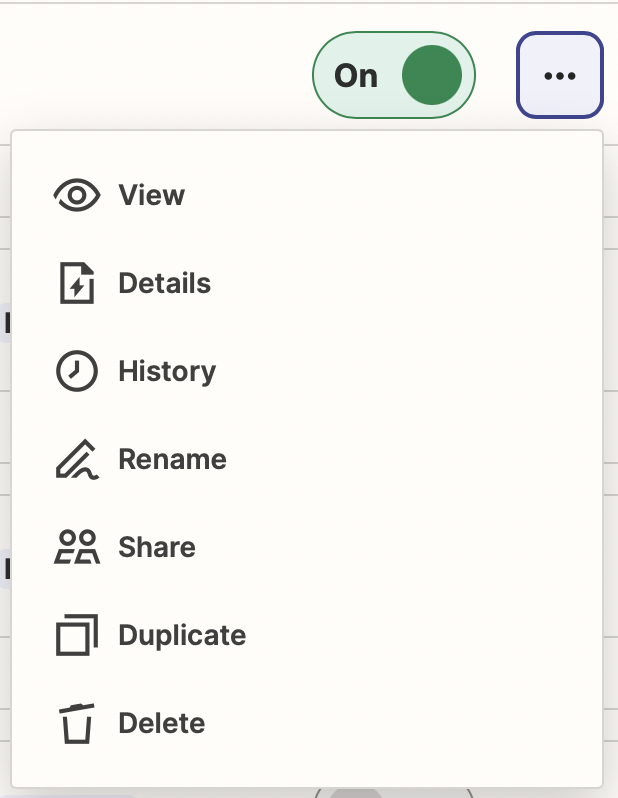 On
View
Details
History
Rename
Share
Duplicate
Delete